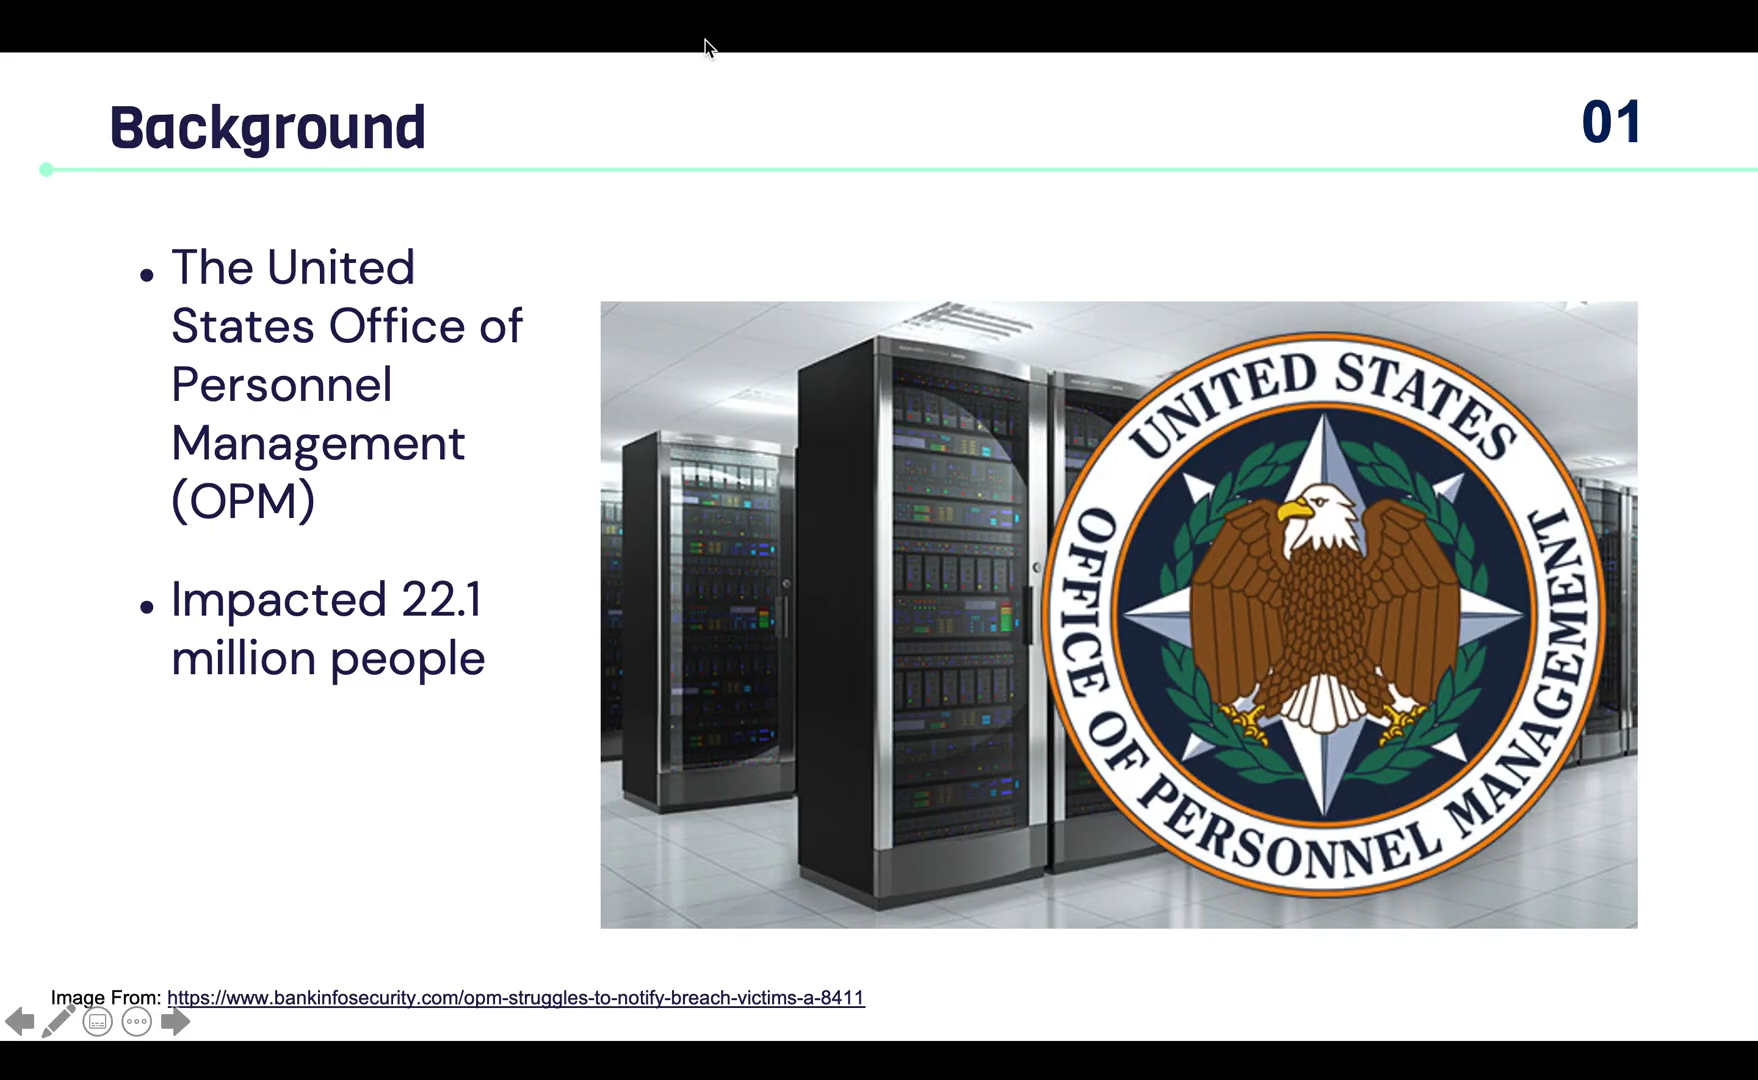 Background
01
• The United
States Office of
Personnel
Management
(OPM)
• Impacted 22.1
million people
UNITED STATES
OFFICE OF PERSONNEL MANAGEMENT
Image From: https://www.bankinfosecurity.com/opm-struggles-to-notify-breach-victims-a-8411